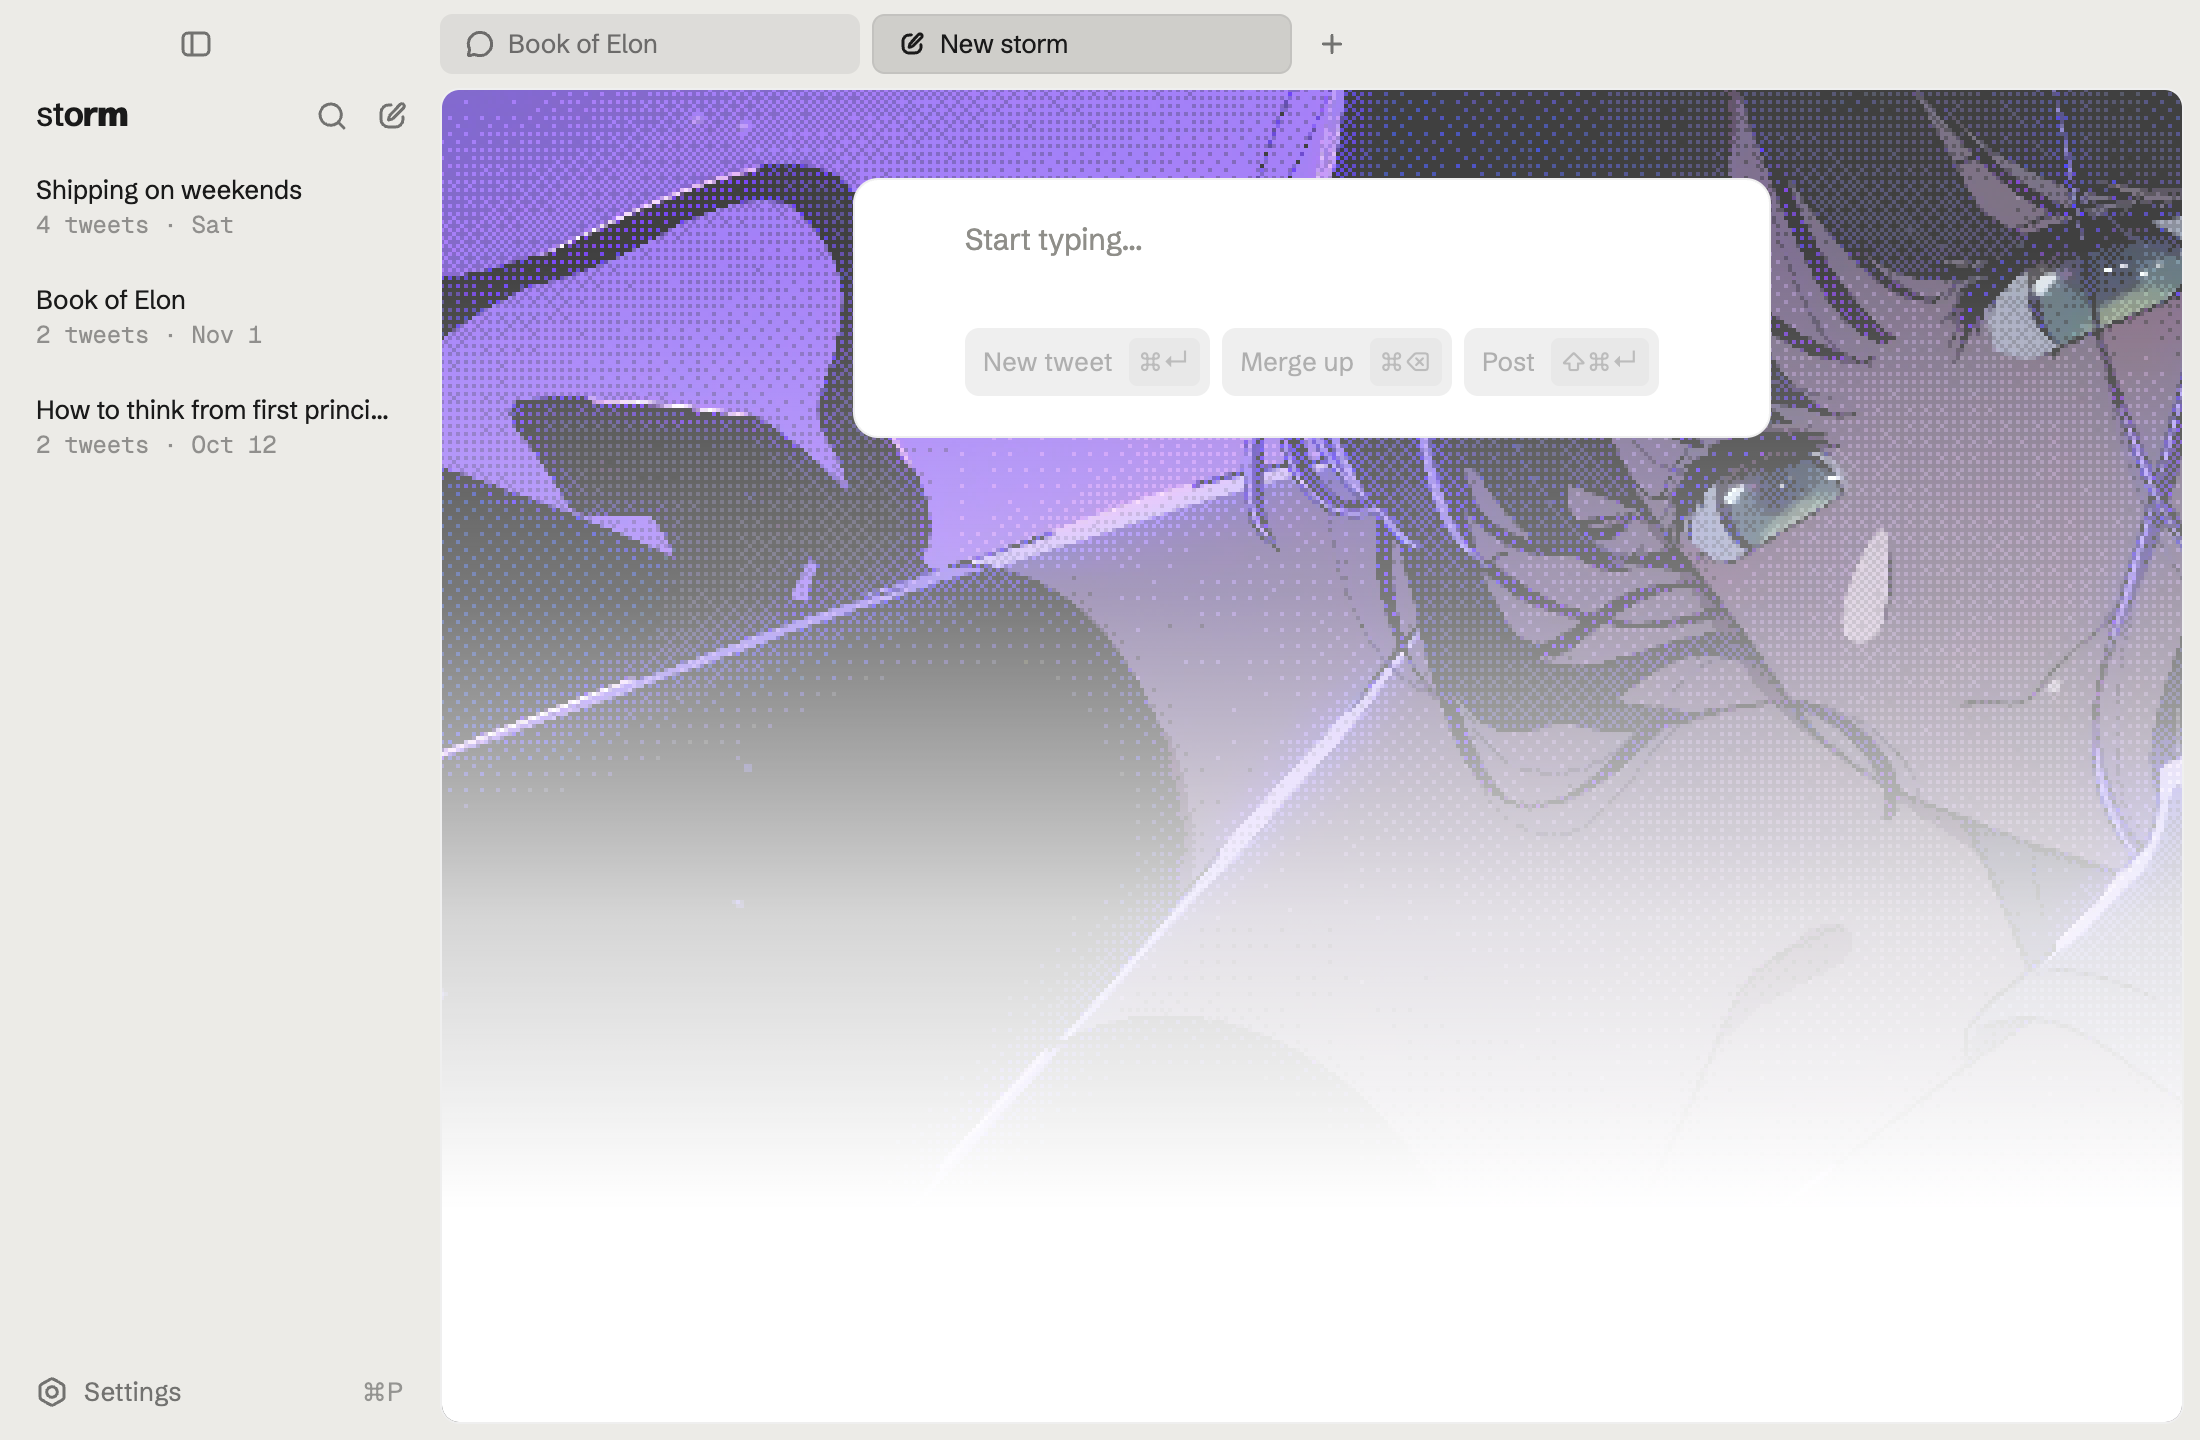 Book of Elon
New storm
storm
Shipping on weekends
4 tweets · Sat
Book of Elon
2 tweets · Nov 1
How to think from first princi...
2 tweets · Oct 12
Start typing...
New tweet ⌘↵
Merge up ⌘⌫
Post ⇧⌘↵
Settings ⌘P